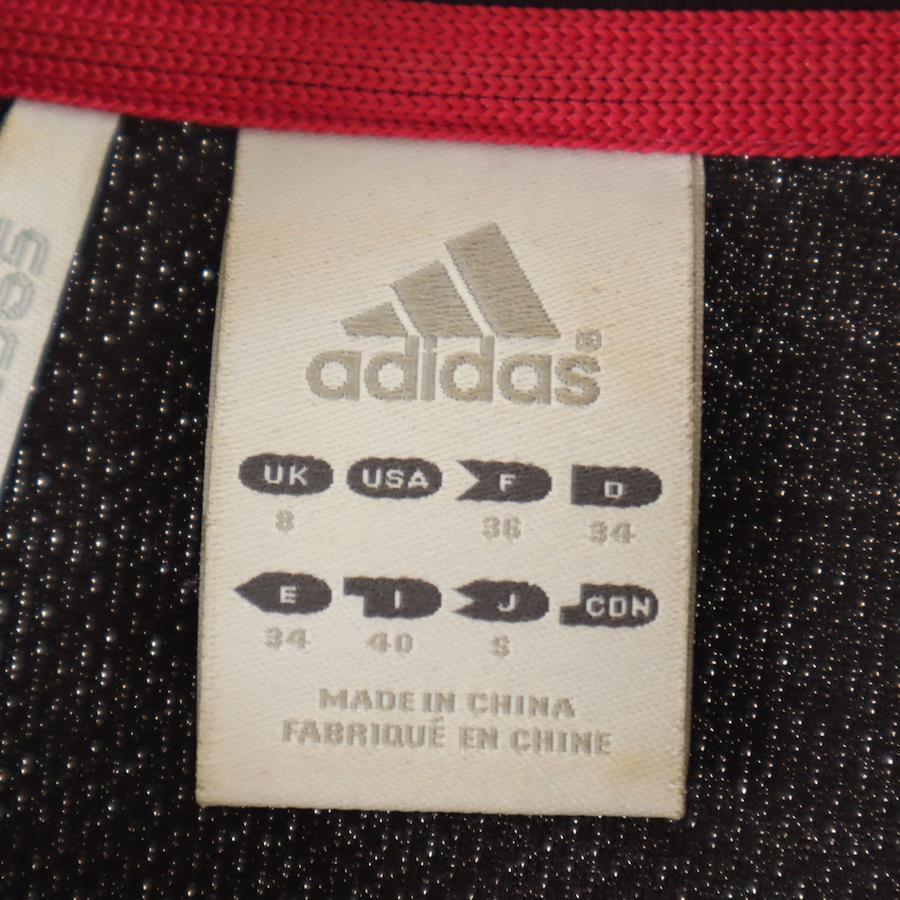 adidas®
UK USA F D
8 36 34
E I J CDN
34 40 S
MADE IN CHINA
FABRIQUÉ EN CHINE